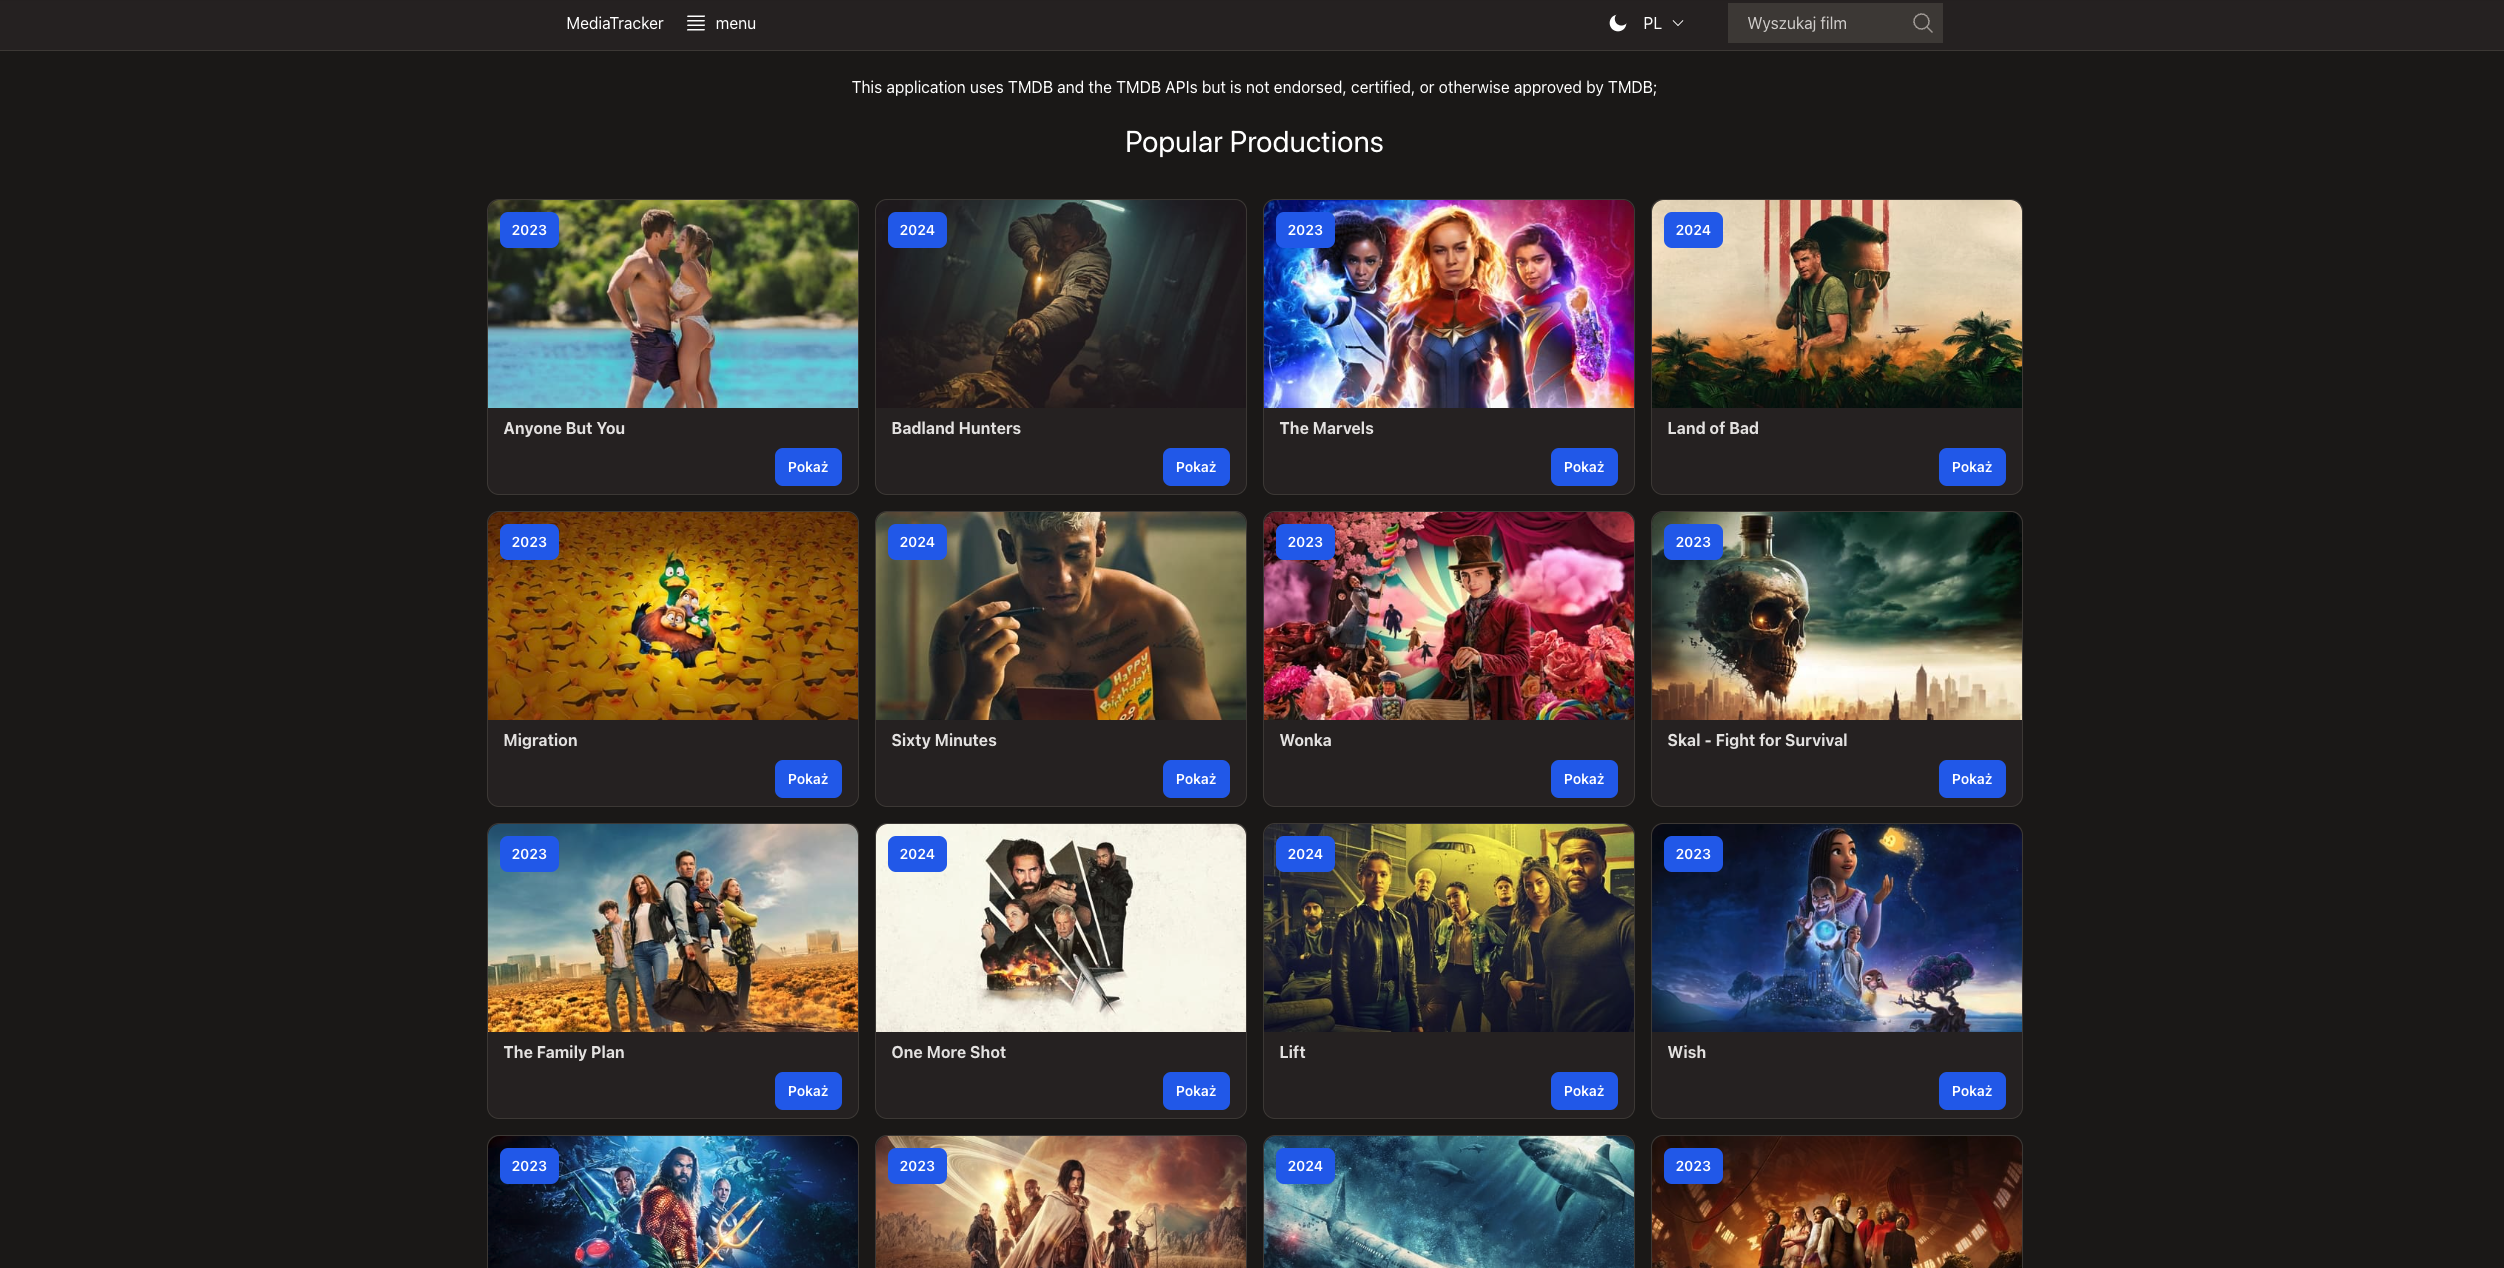 MediaTracker menu PL Wyszukaj film
This application uses TMDB and the TMDB APIs but is not endorsed, certified, or otherwise approved by TMDB;
Popular Productions
2023 2024 2023 2024
Anyone But You Badland Hunters The Marvels Land of Bad
Pokaż Pokaż Pokaż Pokaż
2023 2024 2023 2023
Happy
Birthday!
Migration Sixty Minutes Wonka Skal - Fight for Survival
Pokaż Pokaż Pokaż Pokaż
2023 2024 2024 2023
The Family Plan One More Shot Lift Wish
Pokaż Pokaż Pokaż Pokaż
2023 2023 2024 2023